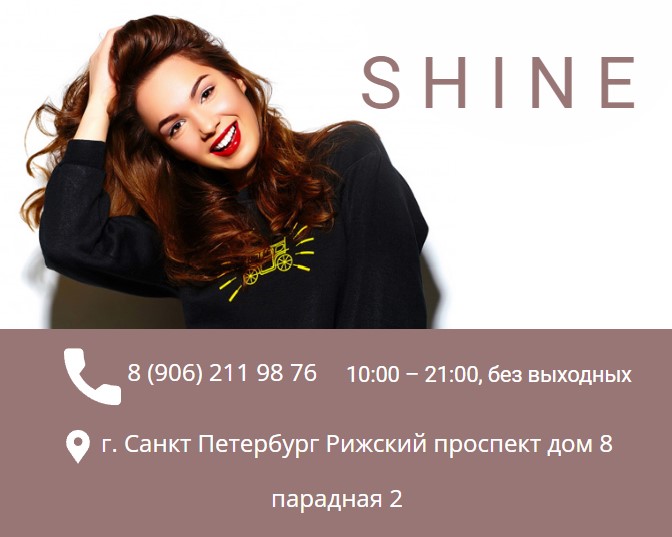 SHINE
8 (906) 211 98 76
10:00 – 21:00, без выходных
г. Санкт Петербург Рижский проспект дом 8
парадная 2